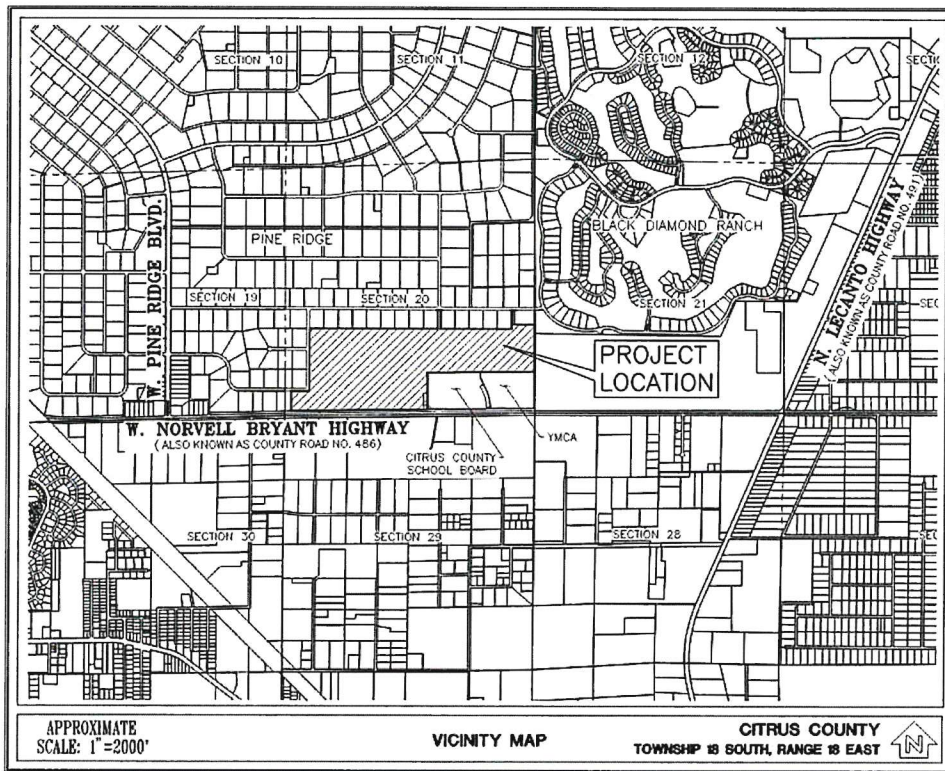 SECTION 10
SECTION 11
SECTION 12
PINE RIDGE
BLACK DIAMOND RANCH
W. PINE RIDGE BLVD.
N. LECANTO HIGHWAY
(ALSO KNOWN AS COUNTY ROAD NO. 491)
SECTION 19
SECTION 20
SECTION 21
PROJECT
LOCATION
W. NORVELL BRYANT HIGHWAY
(ALSO KNOWN AS COUNTY ROAD NO. 486)
YMCA
CITRUS COUNTY
SCHOOL BOARD
SECTION 30
SECTION 29
SECTION 28
APPROXIMATE
SCALE: 1"=2000'
VICINITY MAP
CITRUS COUNTY
TOWNSHIP 18 SOUTH, RANGE 18 EAST
N